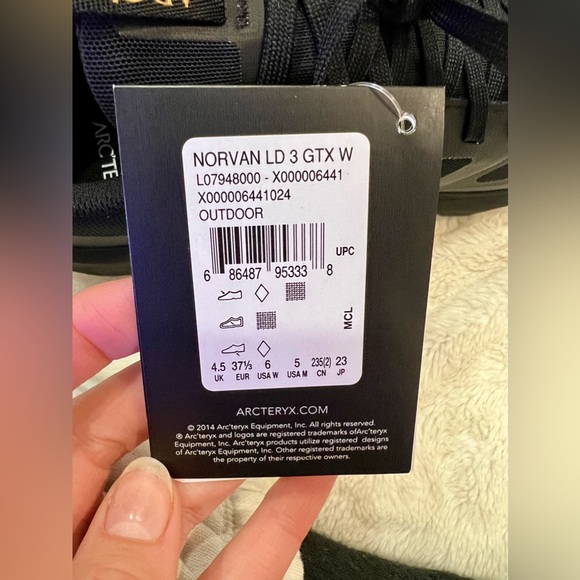 ARC'TE
NORVAN LD 3 GTX W
L07948000 - X000006441
X000006441024
OUTDOOR
6 86487 95333 8
UPC
MCL
4.5 37⅓ 6 5 235(2) 23
UK EUR USA W USA M CN JP
ARCTERYX.COM
© 2014 Arc'teryx Equipment, Inc. All rights reserved.
® Arc'teryx and logos are registered trademarks ofArc'teryx
Equipment, Inc. Arc'teryx products utilize registered designs
of Arc'teryx Equipment, Inc. Other registered trademarks are
the property of their respective owners.